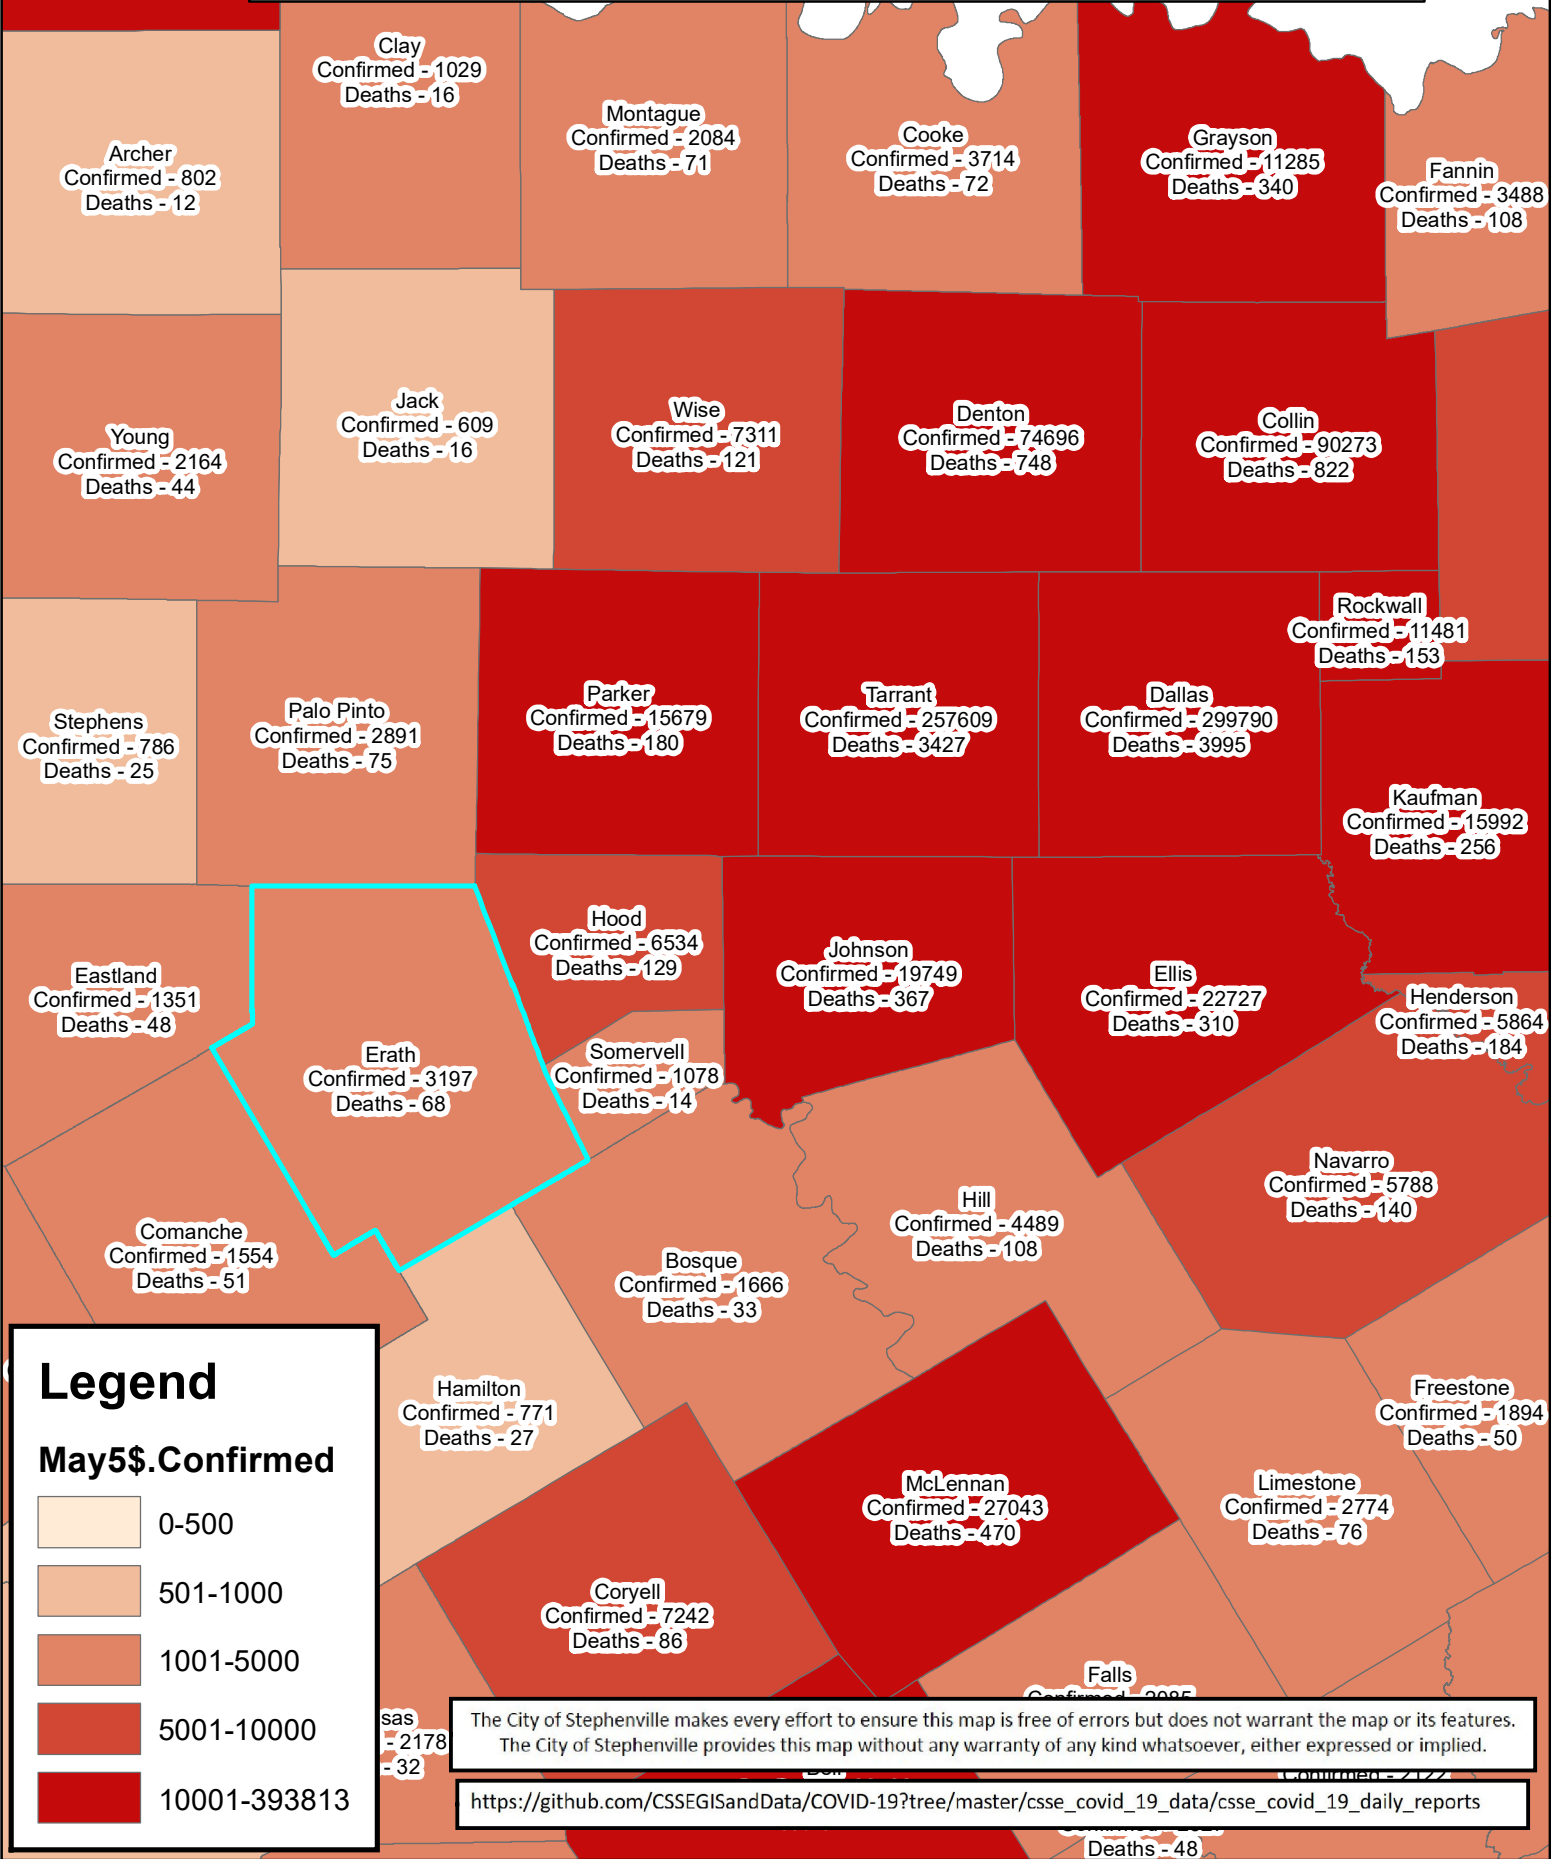 Clay
Confirmed - 1029
Deaths - 16
Montague
Confirmed - 2084
Deaths - 71
Cooke
Confirmed - 3714
Deaths - 72
Grayson
Confirmed - 11285
Deaths - 340
Archer
Confirmed - 802
Deaths - 12
Fannin
Confirmed - 3488
Deaths - 108
Young
Confirmed - 2164
Deaths - 44
Jack
Confirmed - 609
Deaths - 16
Wise
Confirmed - 7311
Deaths - 121
Denton
Confirmed - 74696
Deaths - 748
Collin
Confirmed - 90273
Deaths - 822
Rockwall
Confirmed - 11481
Deaths - 153
Stephens
Confirmed - 786
Deaths - 25
Palo Pinto
Confirmed - 2891
Deaths - 75
Parker
Confirmed - 15679
Deaths - 180
Tarrant
Confirmed - 257609
Deaths - 3427
Dallas
Confirmed - 299790
Deaths - 3995
Kaufman
Confirmed - 15992
Deaths - 256
Eastland
Confirmed - 1351
Deaths - 48
Hood
Confirmed - 6534
Deaths - 129
Johnson
Confirmed - 19749
Deaths - 367
Ellis
Confirmed - 22727
Deaths - 310
Henderson
Confirmed - 5864
Deaths - 184
Erath
Confirmed - 3197
Deaths - 68
Somervell
Confirmed - 1078
Deaths - 14
Navarro
Confirmed - 5788
Deaths - 140
Comanche
Confirmed - 1554
Deaths - 51
Bosque
Confirmed - 1666
Deaths - 33
Hill
Confirmed - 4489
Deaths - 108
Hamilton
Confirmed - 771
Deaths - 27
Freestone
Confirmed - 1894
Deaths - 50
McLennan
Confirmed - 27043
Deaths - 470
Limestone
Confirmed - 2774
Deaths - 76
Coryell
Confirmed - 7242
Deaths - 86
Falls
sas
- 2178
- 32
Deaths - 48
Legend
May5$.Confirmed
0-500
501-1000
1001-5000
5001-10000
10001-393813
The City of Stephenville makes every effort to ensure this map is free of errors but does not warrant the map or its features.
The City of Stephenville provides this map without any warranty of any kind whatsoever, either expressed or implied.
https://github.com/CSSEGISandData/COVID-19?tree/master/csse_covid_19_data/csse_covid_19_daily_reports